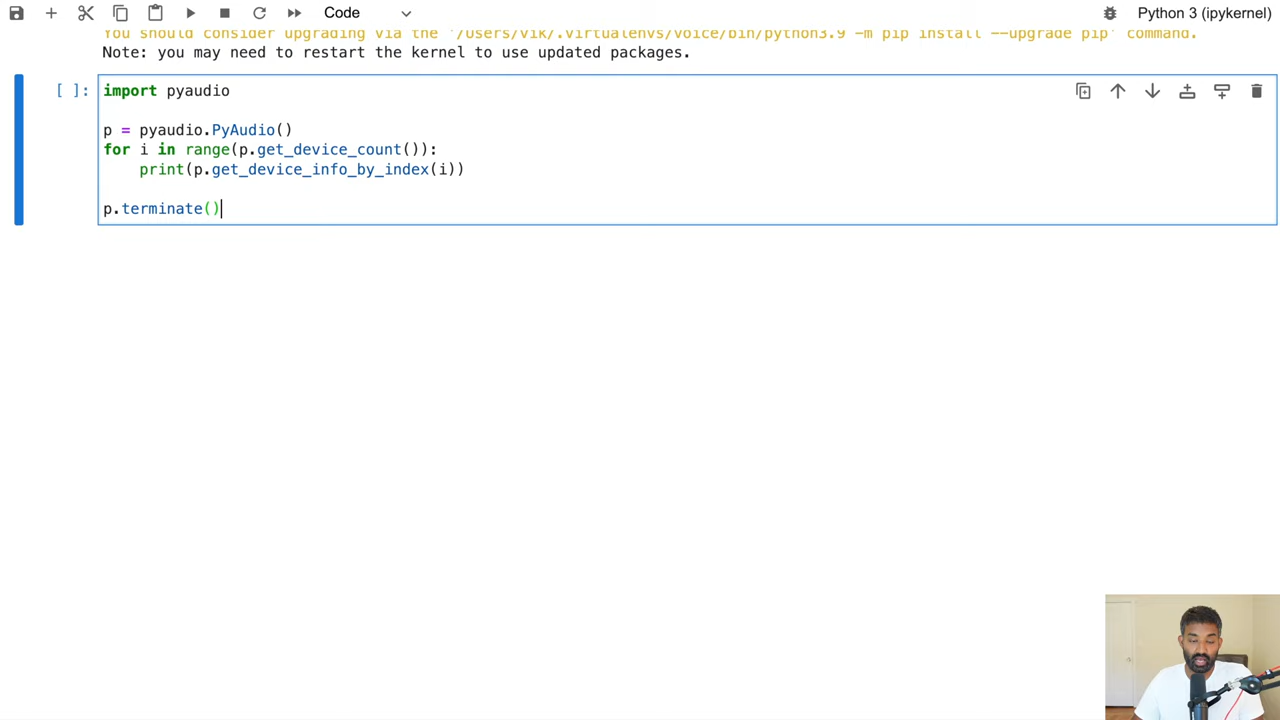 Code
Python 3 (ipykernel)
You should consider upgrading via the '/Users/vik/.virtualenvs/voice/bin/python3.9 -m pip install --upgrade pip' command.
Note: you may need to restart the kernel to use updated packages.
[ ]:
import pyaudio
p = pyaudio.PyAudio()
for i in range(p.get_device_count()):
    print(p.get_device_info_by_index(i))
p.terminate()